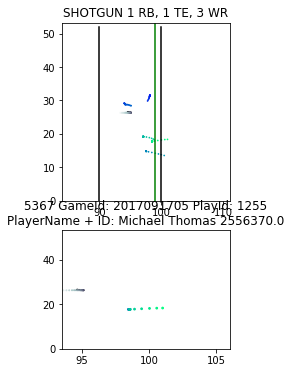 SHOTGUN 1 RB, 1 TE, 3 WR
50
40
30
20
10
0
90 100 110
5367 GameId: 2017091705 PlayId: 1255
PlayerName + ID: Michael Thomas 2556370.0
40
20
0
95 100 105